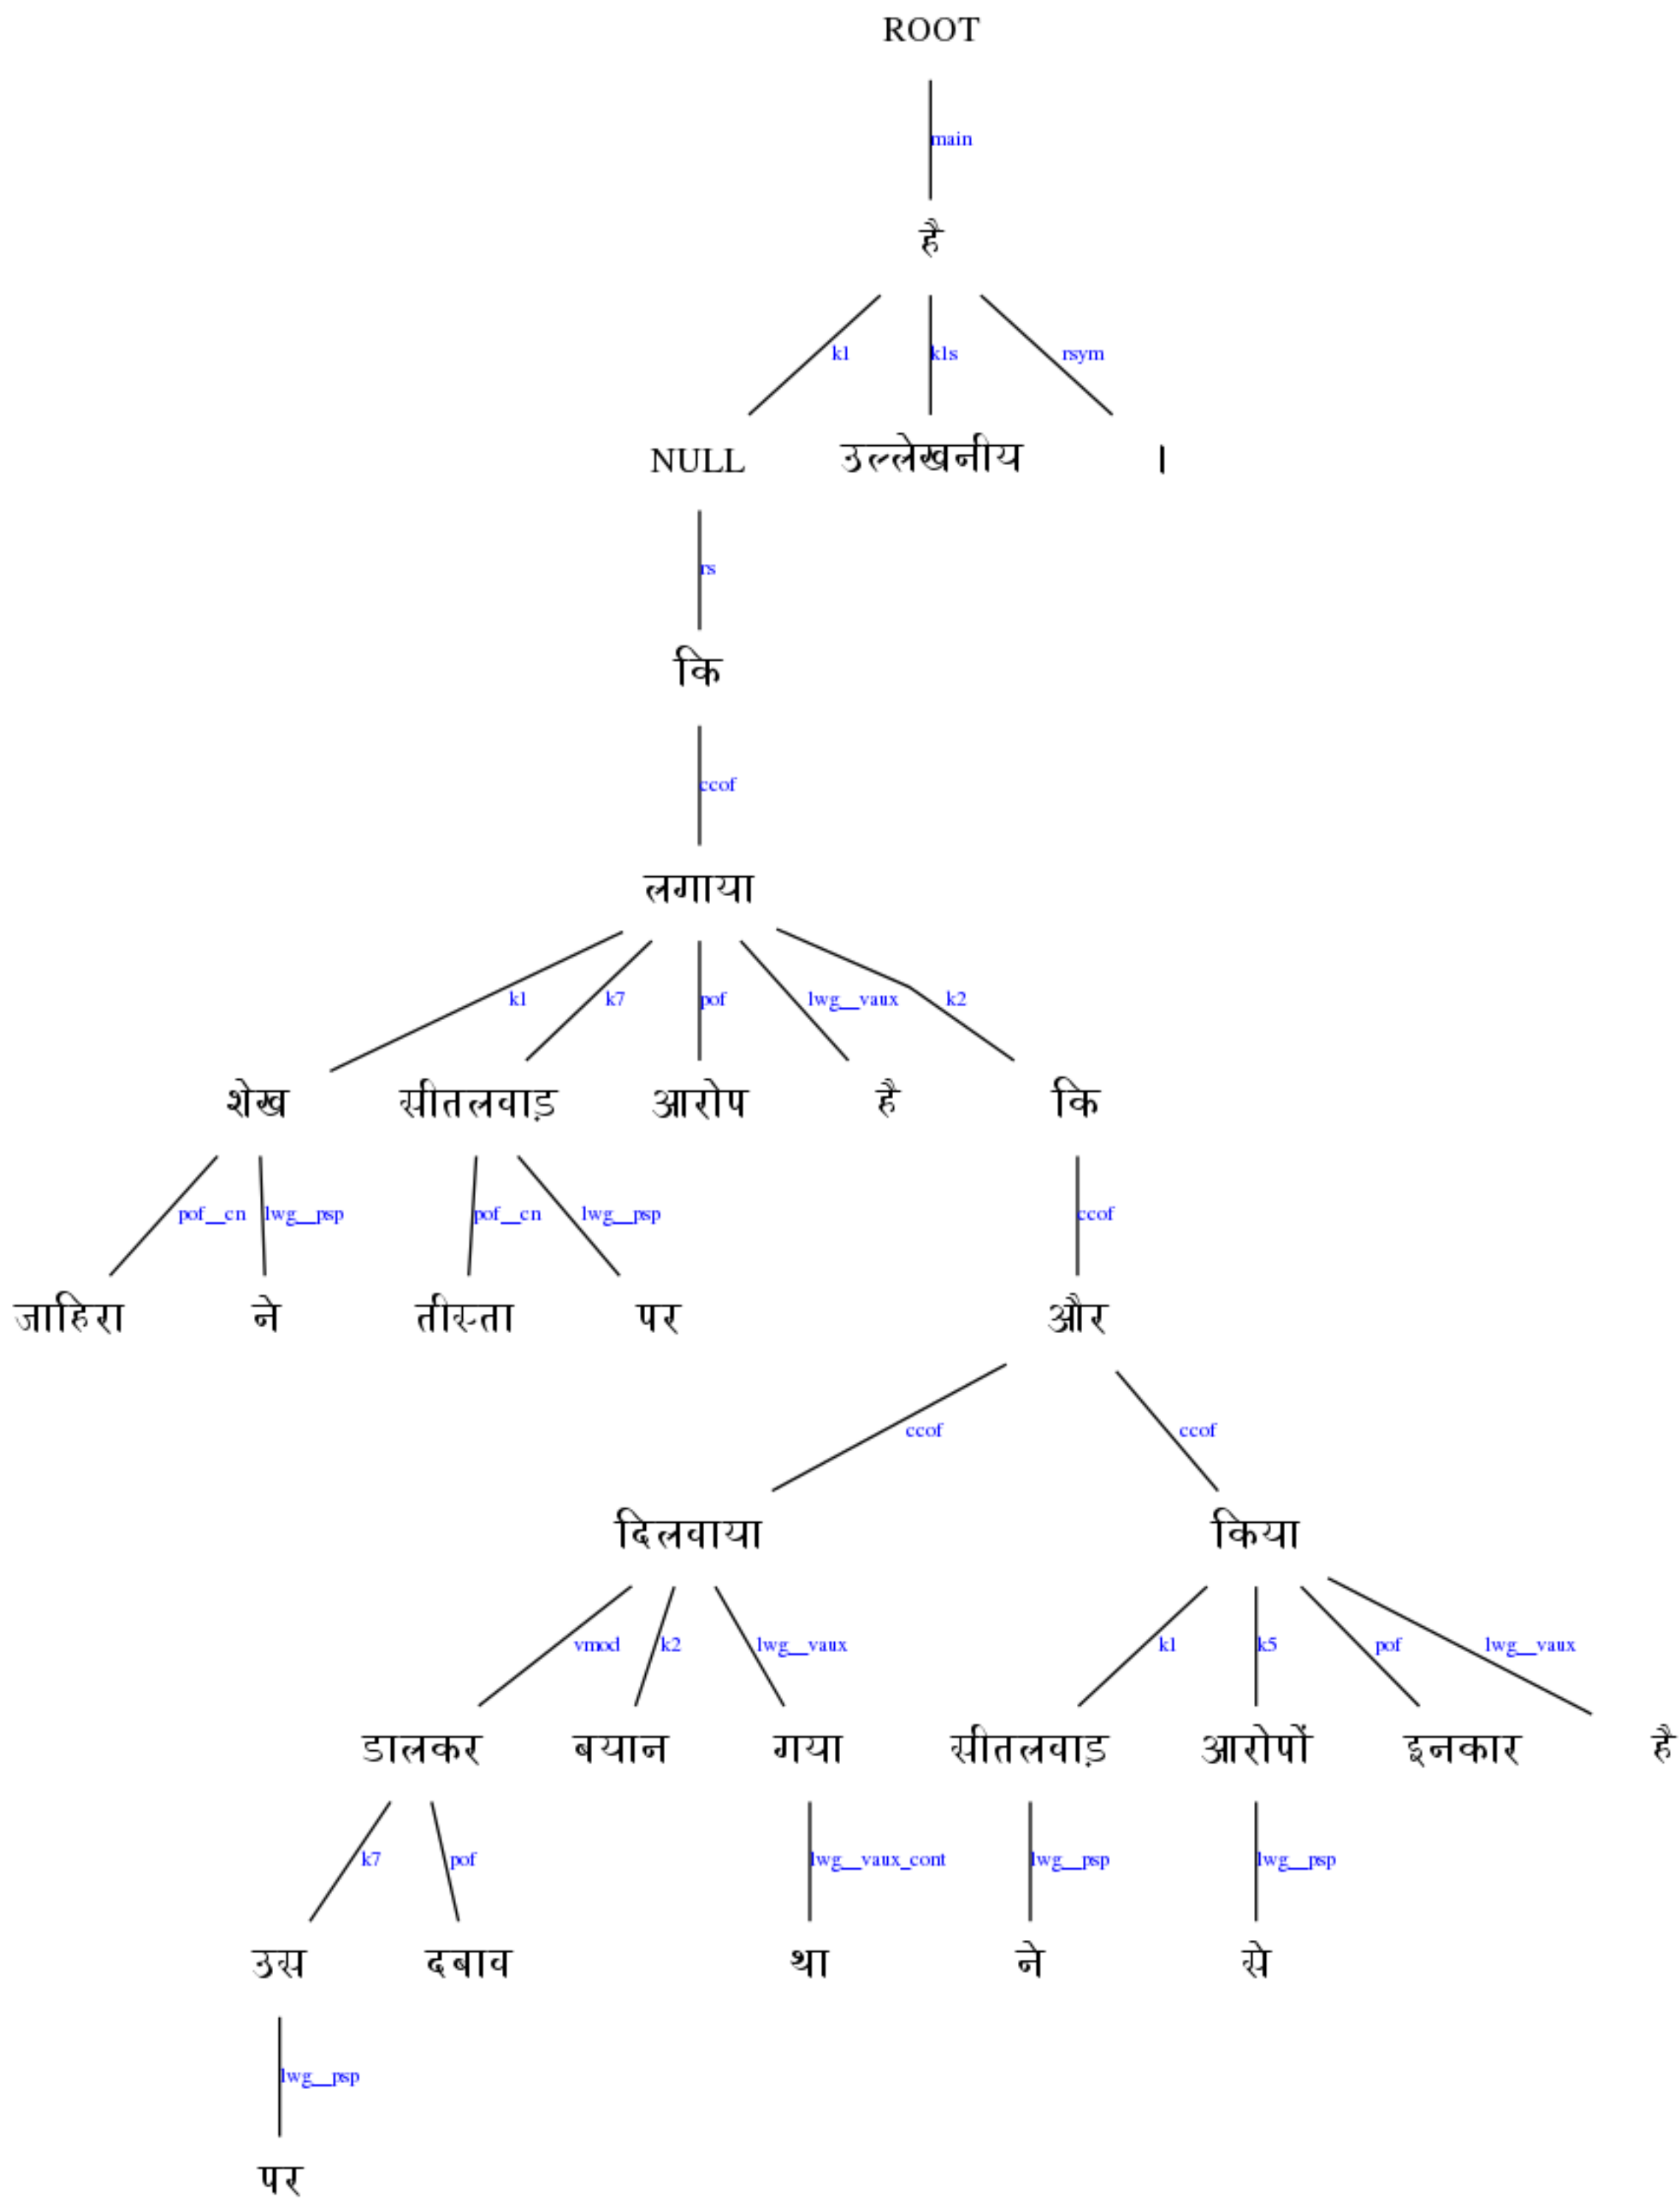 ROOT
main
है
k1 k1s rsym
NULL उल्लेखनीय ।
rs
कि
ccof
लगाया
k1 k7 pof lwg__vaux k2
शेख सीतलवाड़ आरोप है कि
pof__cn lwg__psp pof__cn lwg__psp ccof
जाहिरा ने तीस्ता पर और
ccof ccof
दिलवाया किया
vmod k2 lwg__vaux k1 k5 pof lwg__vaux
डालकर बयान गया सीतलवाड़ आरोपों इनकार है
k7 pof lwg__vaux_cont lwg__psp lwg__psp
उस दबाव था ने से
lwg__psp
पर